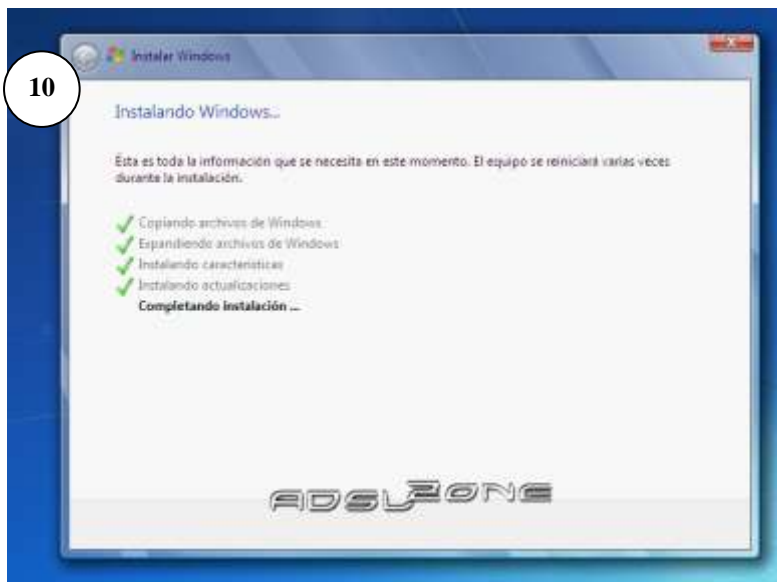 10
Instalar Windows
Instalando Windows...
Esta es toda la información que se necesita en este momento. El equipo se reiniciará varias veces
durante la instalación.
Copiando archivos de Windows
Expandiendo archivos de Windows
Instalando características
Instalando actualizaciones
Completando instalación ...
ADSLZONE